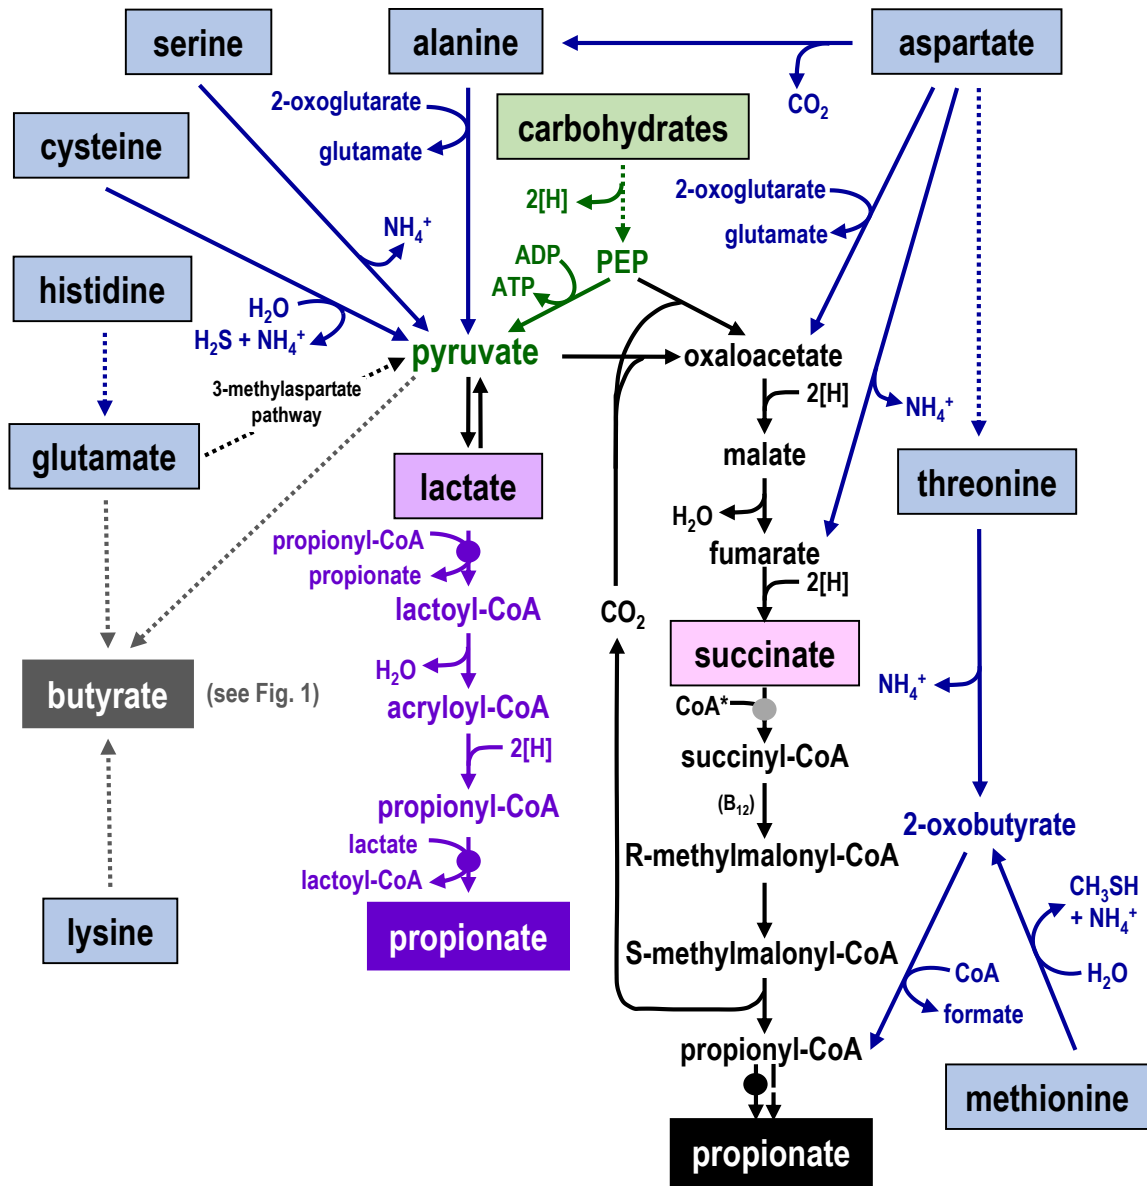 serine
alanine
aspartate
CO₂
2-oxoglutarate
glutamate
carbohydrates
cysteine
2[H]
2-oxoglutarate
glutamate
NH₄⁺
ADP
ATP
PEP
histidine
H₂O
H₂S + NH₄⁺
pyruvate
oxaloacetate
3-methylaspartate
pathway
2[H]
NH₄⁺
glutamate
lactate
malate
threonine
H₂O
propionyl-CoA
propionate
fumarate
2[H]
lactoyl-CoA
CO₂
succinate
H₂O
butyrate
(see Fig. 1)
NH₄⁺
acryloyl-CoA
CoA*
2[H]
succinyl-CoA
propionyl-CoA
(B₁₂)
2-oxobutyrate
lactate
lactoyl-CoA
R-methylmalonyl-CoA
CH₃SH
+ NH₄⁺
lysine
propionate
S-methylmalonyl-CoA
CoA
H₂O
formate
propionyl-CoA
methionine
propionate